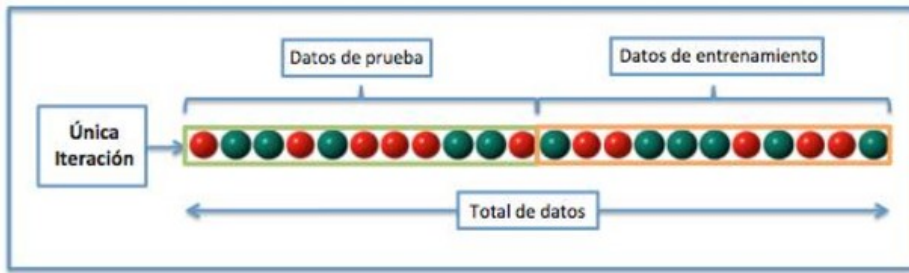 Datos de prueba
Datos de entrenamiento
Única
Iteración
Total de datos